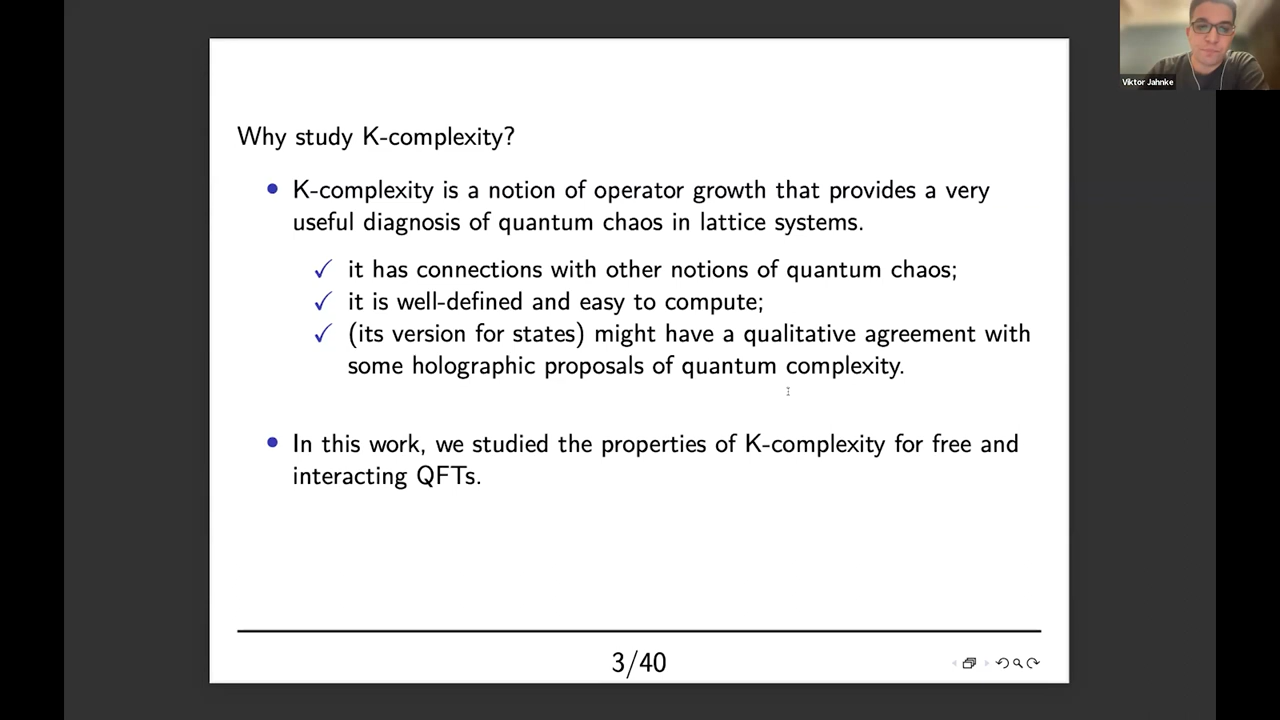 Viktor Jahnke
Why study K-complexity?
• K-complexity is a notion of operator growth that provides a very
useful diagnosis of quantum chaos in lattice systems.
✓ it has connections with other notions of quantum chaos;
✓ it is well-defined and easy to compute;
✓ (its version for states) might have a qualitative agreement with
some holographic proposals of quantum complexity.
• In this work, we studied the properties of K-complexity for free and
interacting QFTs.
3/40